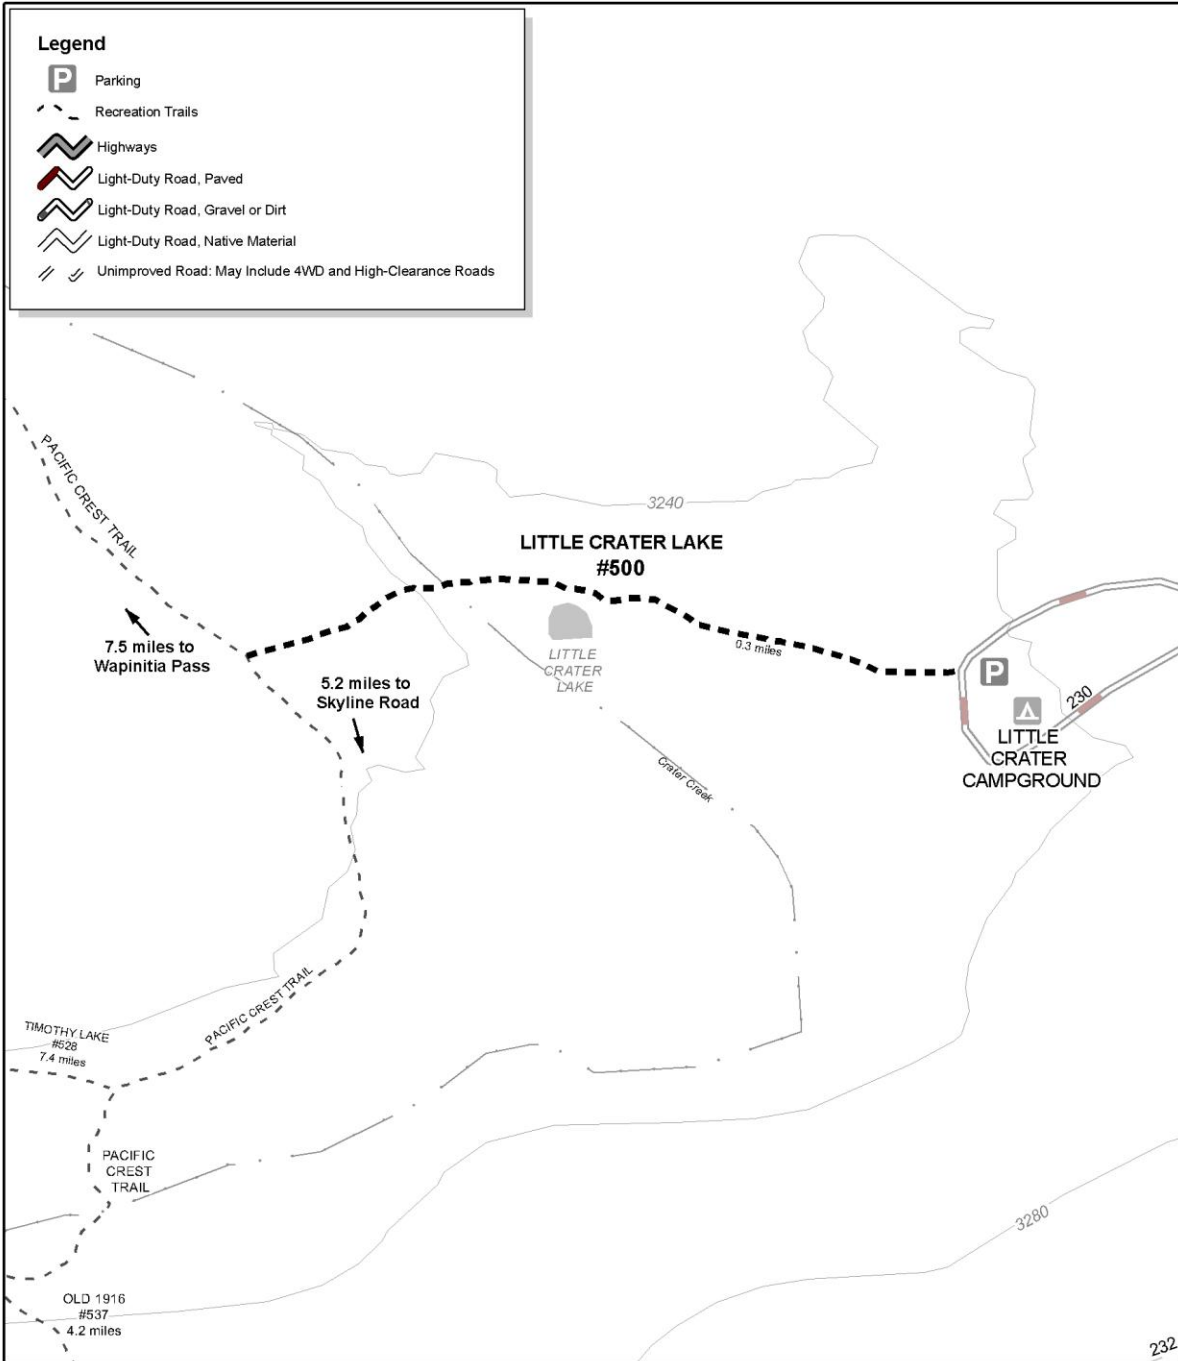 Legend
P
Parking
Recreation Trails
Highways
Light-Duty Road, Paved
Light-Duty Road, Gravel or Dirt
Light-Duty Road, Native Material
Unimproved Road: May Include 4WD and High-Clearance Roads
PACIFIC CREST TRAIL
3240
LITTLE CRATER LAKE
#500
7.5 miles to
Wapinitia Pass
5.2 miles to
Skyline Road
LITTLE
CRATER
LAKE
0.3 miles
P
230
LITTLE
CRATER
CAMPGROUND
Crater Creek
PACIFIC CREST TRAIL
TIMOTHY LAKE
#528
7.4 miles
PACIFIC
CREST
TRAIL
3280
OLD 1916
#537
4.2 miles
232